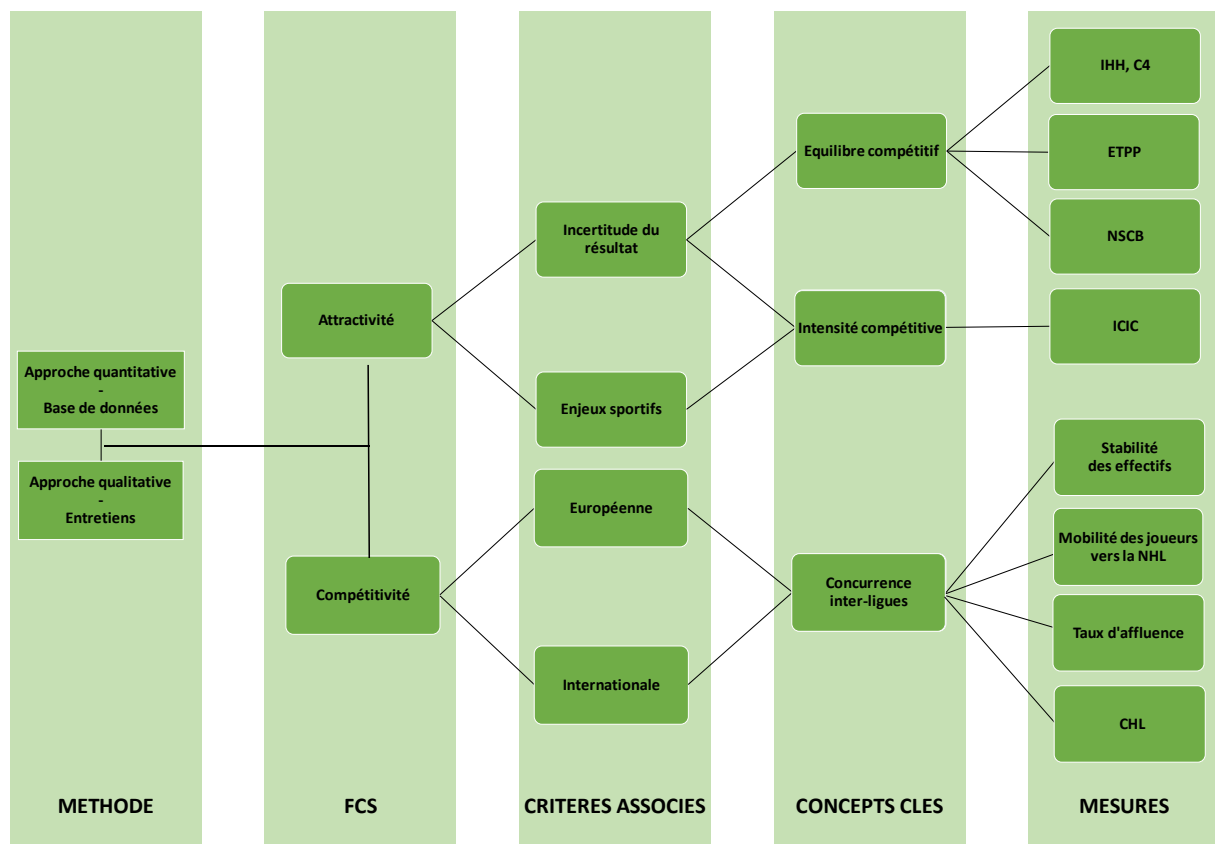 Approche quantitative
-
Base de données
Approche qualitative
-
Entretiens
METHODE
Attractivité
Compétitivité
FCS
Incertitude du
résultat
Enjeux sportifs
Européenne
Internationale
CRITERES ASSOCIES
Equilibre compétitif
Intensité compétitive
Concurrence
inter-ligues
CONCEPTS CLES
IHH, C4
ETPP
NSCB
ICIC
Stabilité
des effectifs
Mobilité des joueurs
vers la NHL
Taux d'affluence
CHL
MESURES